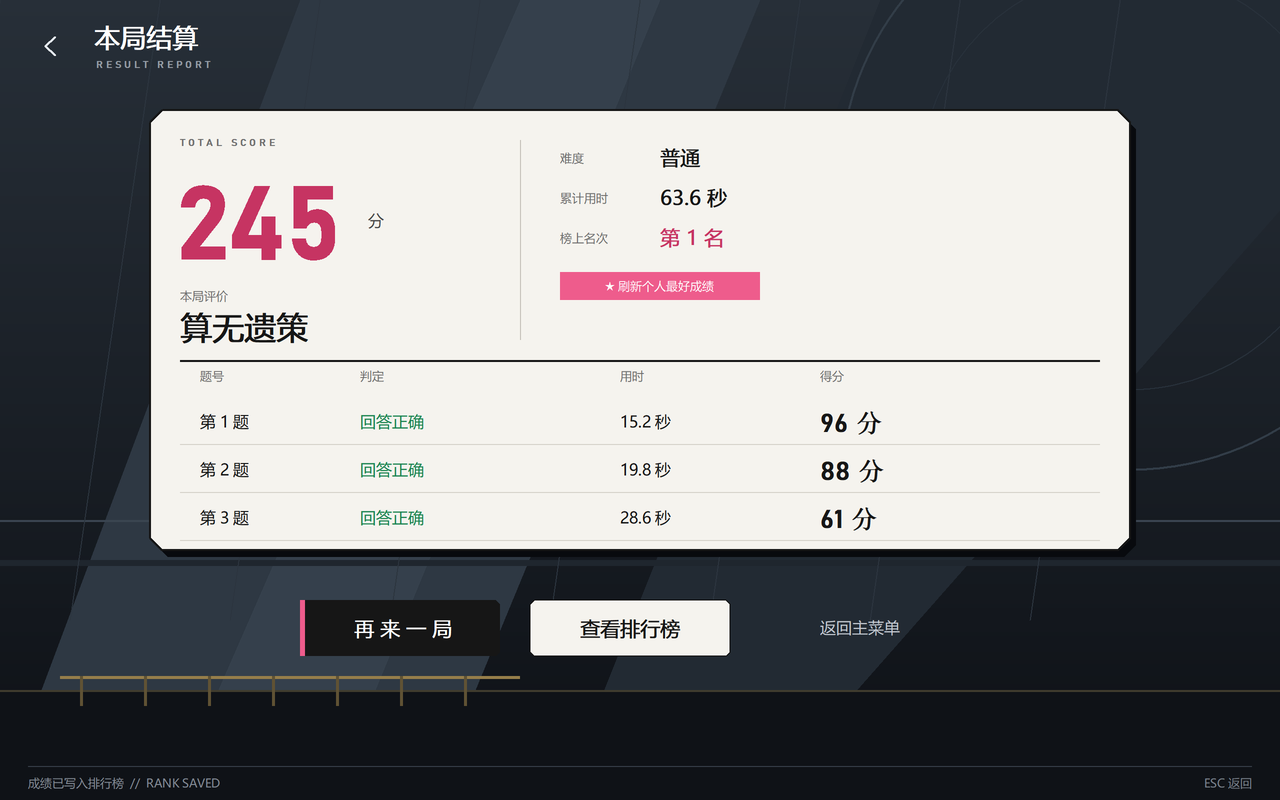 本局结算
RESULT REPORT
TOTAL SCORE
245 分
本局评价
算无遗策
难度 普通
累计用时 63.6 秒
榜上名次 第 1 名
★ 刷新个人最好成绩
题号 判定 用时 得分
第 1 题 回答正确 15.2 秒 96 分
第 2 题 回答正确 19.8 秒 88 分
第 3 题 回答正确 28.6 秒 61 分
再来一局 查看排行榜 返回主菜单
成绩已写入排行榜 // RANK SAVED ESC 返回